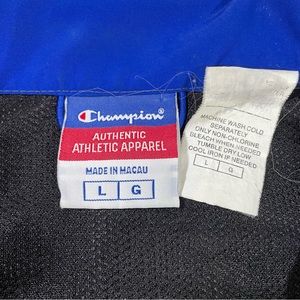 Champion
AUTHENTIC
ATHLETIC APPAREL
MADE IN MACAU
L G
MACHINE WASH COLD
SEPARATELY
ONLY NON-CHLORINE
BLEACH WHEN NEEDED
TUMBLE DRY LOW
COOL IRON IF NEEDED
L G